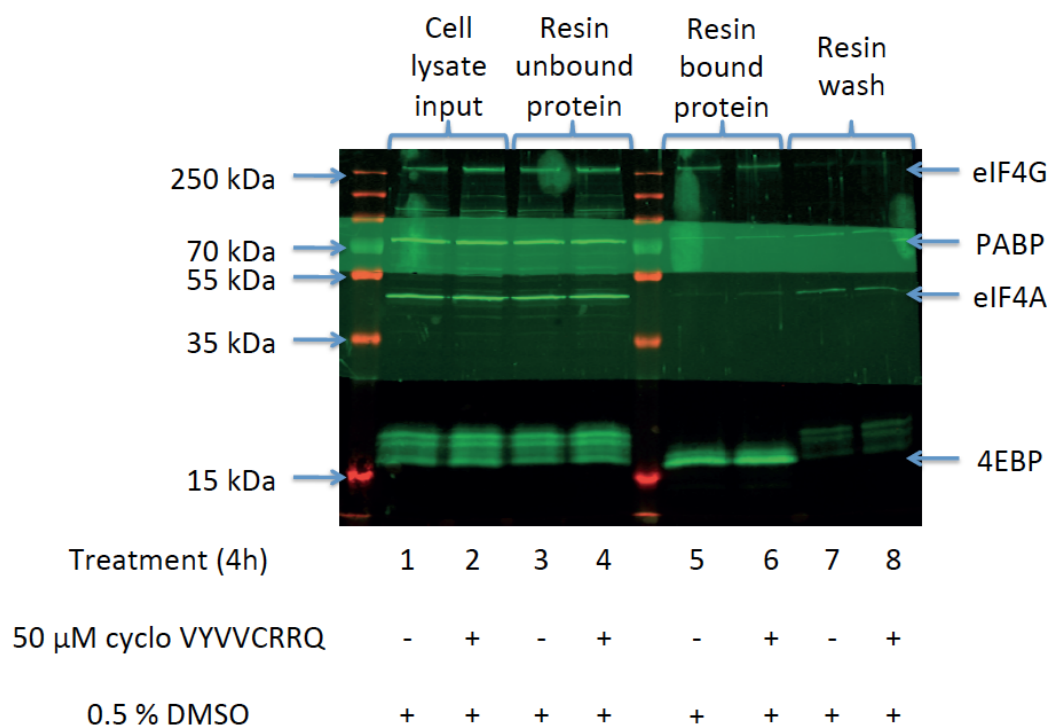 Cell lysate input
Resin unbound protein
Resin bound protein
Resin wash
250 kDa
70 kDa
55 kDa
35 kDa
15 kDa
eIF4G
PABP
eIF4A
4EBP
Treatment (4h) 1 2 3 4 5 6 7 8
50 µM cyclo VYVVCRRQ - + - + - + - +
0.5 % DMSO + + + + + + + +